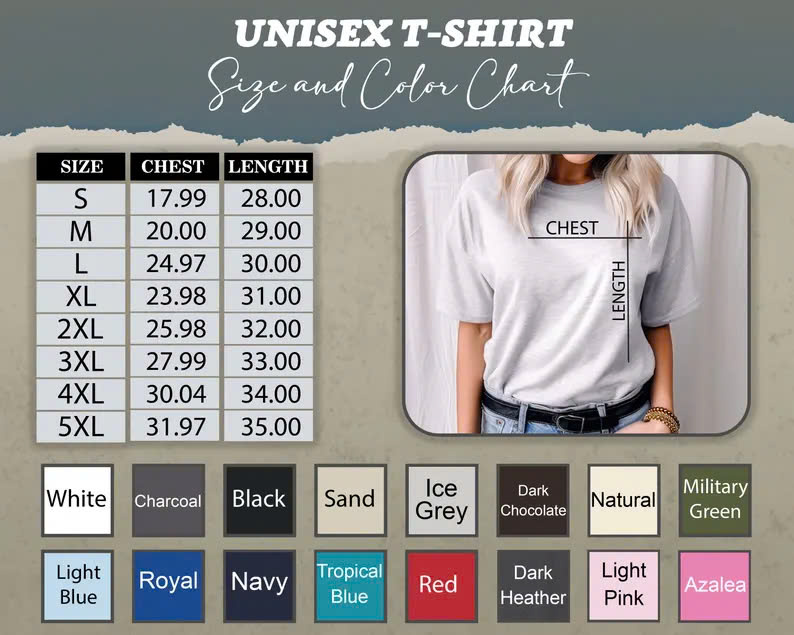 UNISEX T-SHIRT
Size and Color Chart
SIZE CHEST LENGTH
S 17.99 28.00
M 20.00 29.00
L 24.97 30.00
XL 23.98 31.00
2XL 25.98 32.00
3XL 27.99 33.00
4XL 30.04 34.00
5XL 31.97 35.00
CHEST
LENGTH
White
Charcoal
Black
Sand
Ice
Grey
Dark
Chocolate
Natural
Military
Green
Light
Blue
Royal
Navy
Tropical
Blue
Red
Dark
Heather
Light
Pink
Azalea